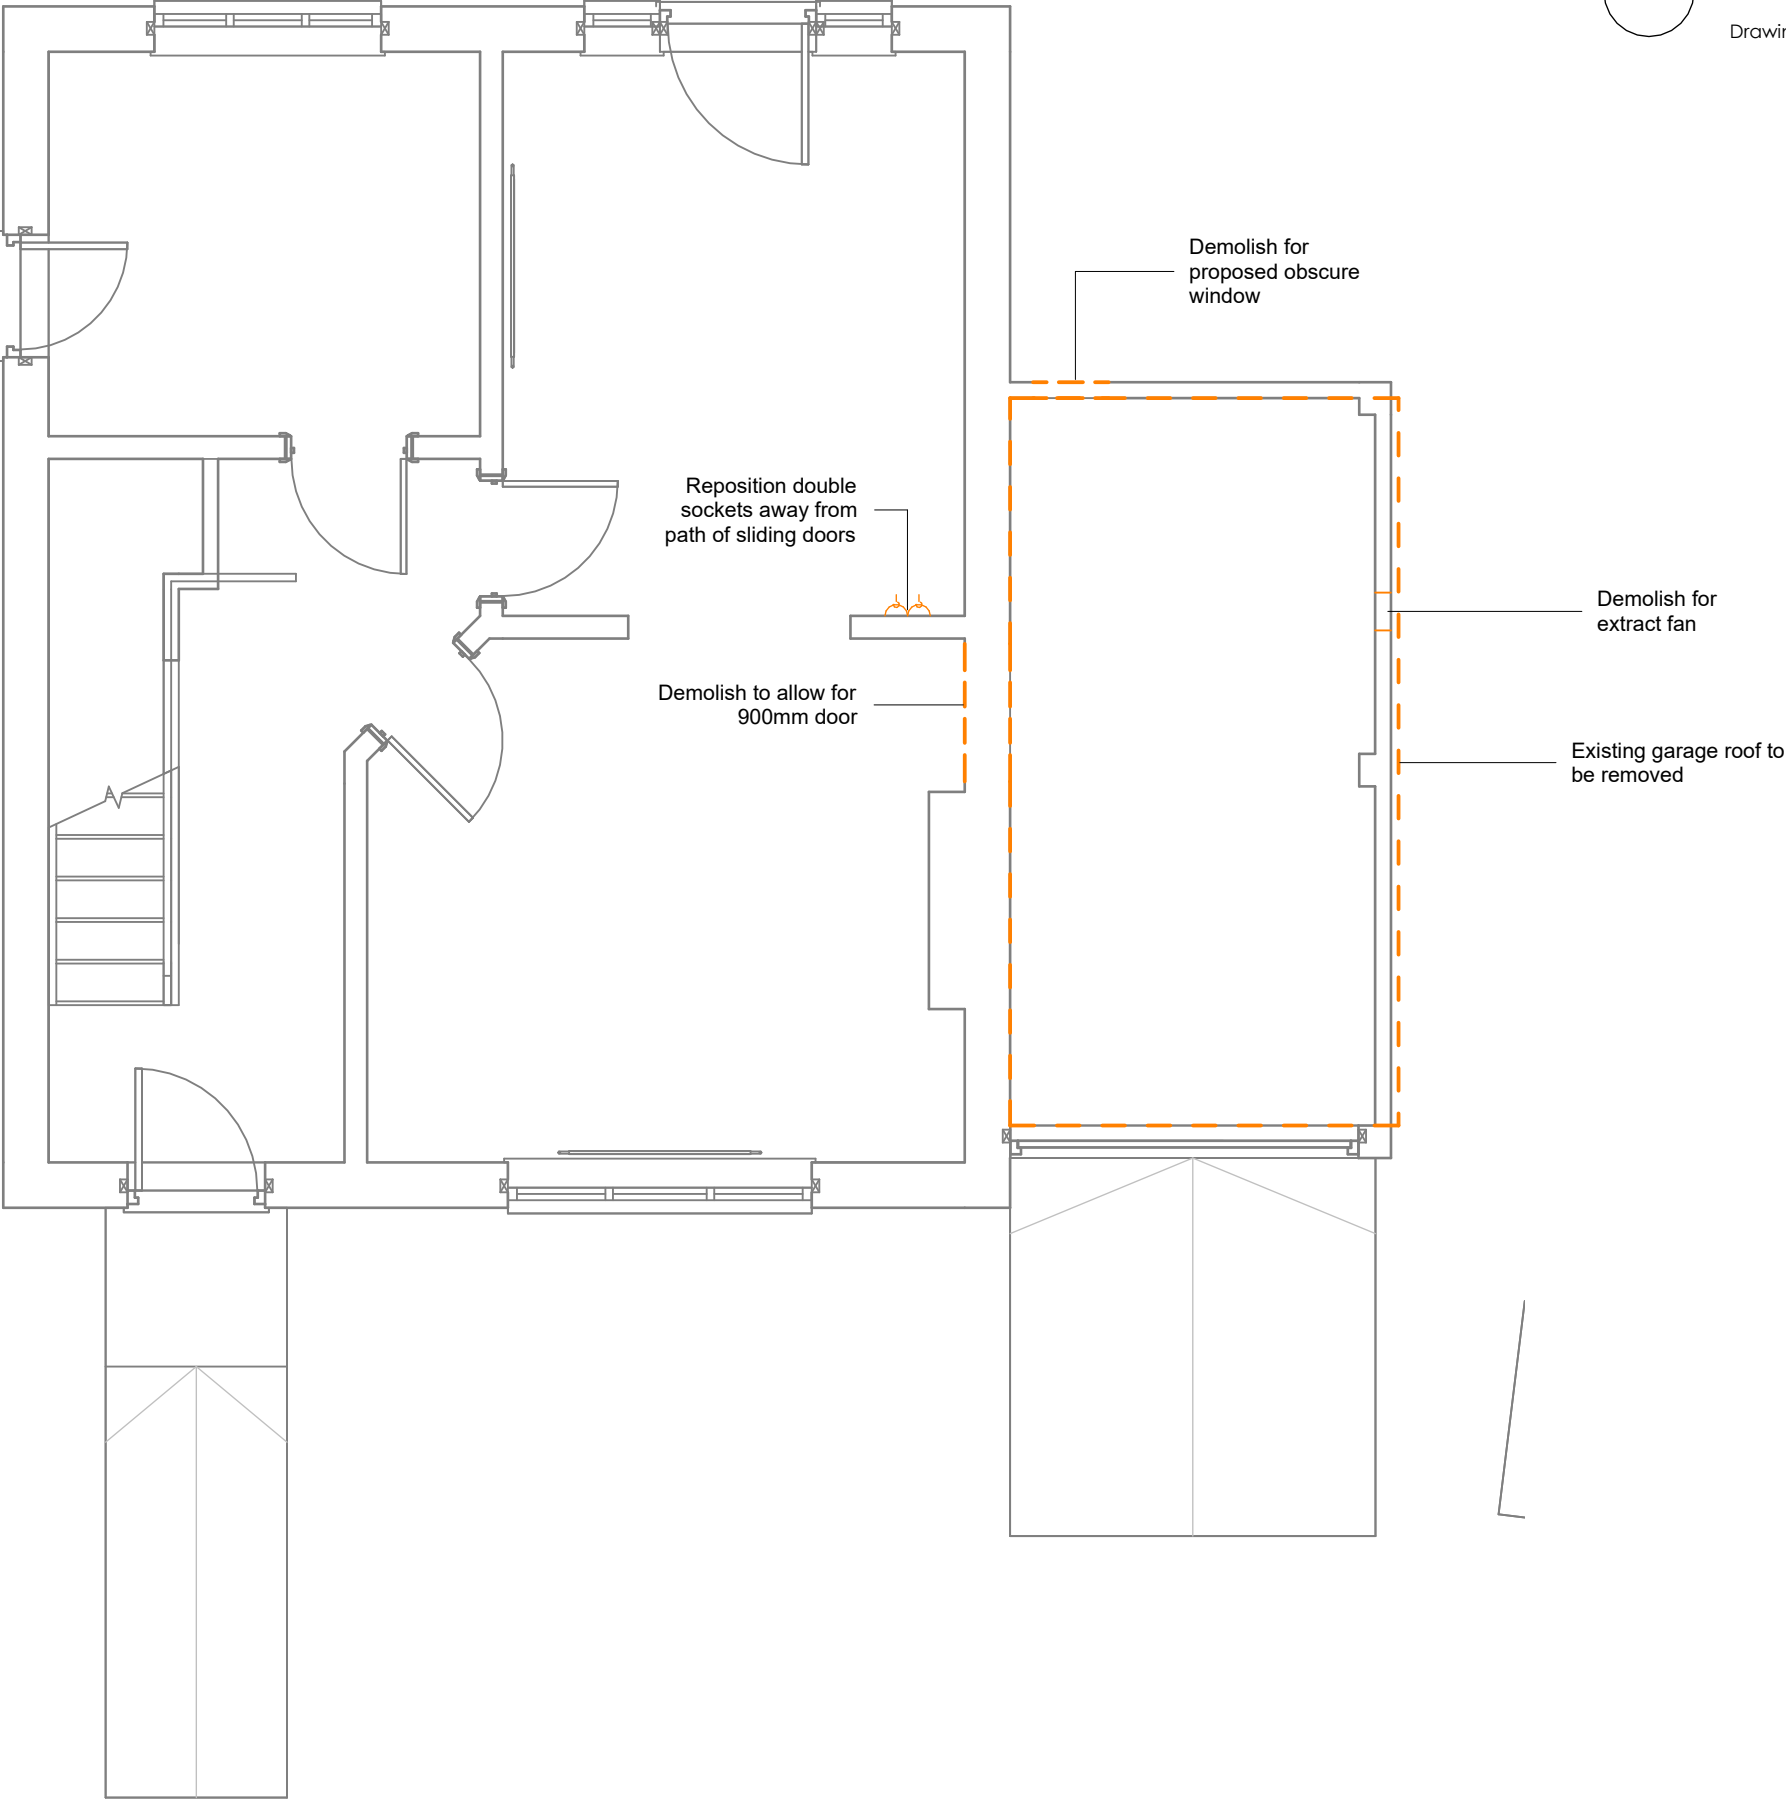 Demolish for
proposed obscure
window
Reposition double
sockets away from
path of sliding doors
Demolish for
extract fan
Demolish to allow for
900mm door
Existing garage roof to
be removed